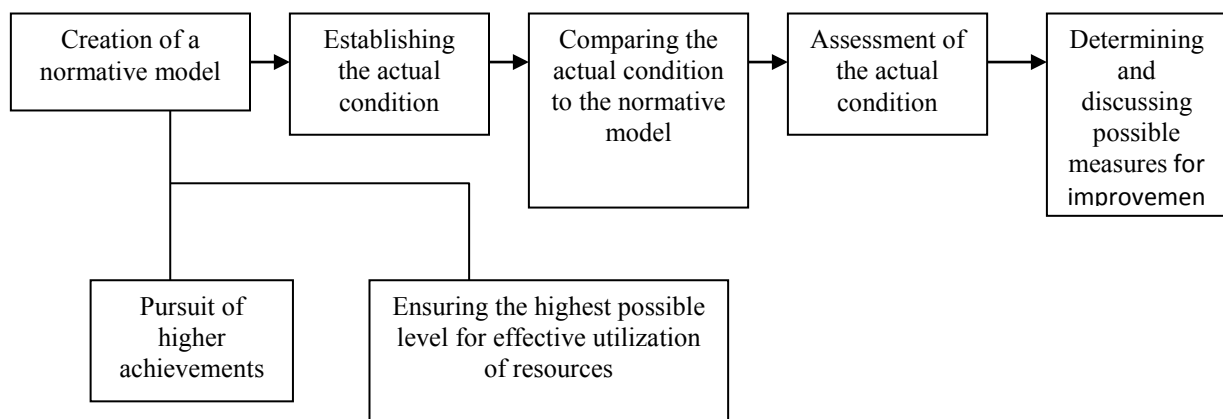 Creation of a
normative model
Establishing
the actual
condition
Comparing the
actual condition
to the normative
model
Assessment of
the actual
condition
Determining
and
discussing
possible
measures for
improvemen
Pursuit of
higher
achievements
Ensuring the highest possible
level for effective utilization
of resources